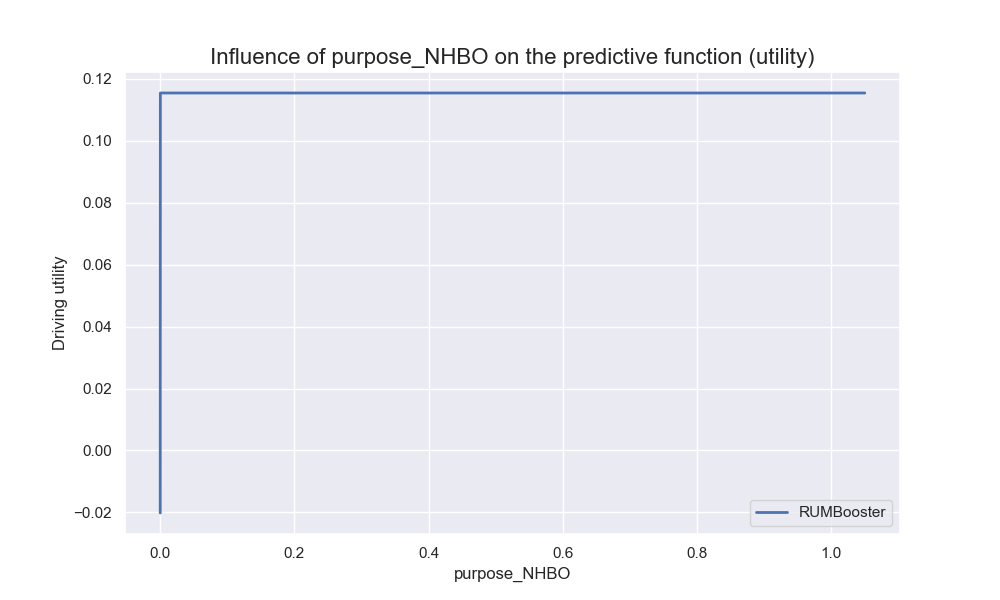 Influence of purpose_NHBO on the predictive function (utility)
0.12
0.10
0.08
0.06
0.04
0.02
0.00
−0.02
Driving utility
RUMBooster
0.0 0.2 0.4 0.6 0.8 1.0
purpose_NHBO